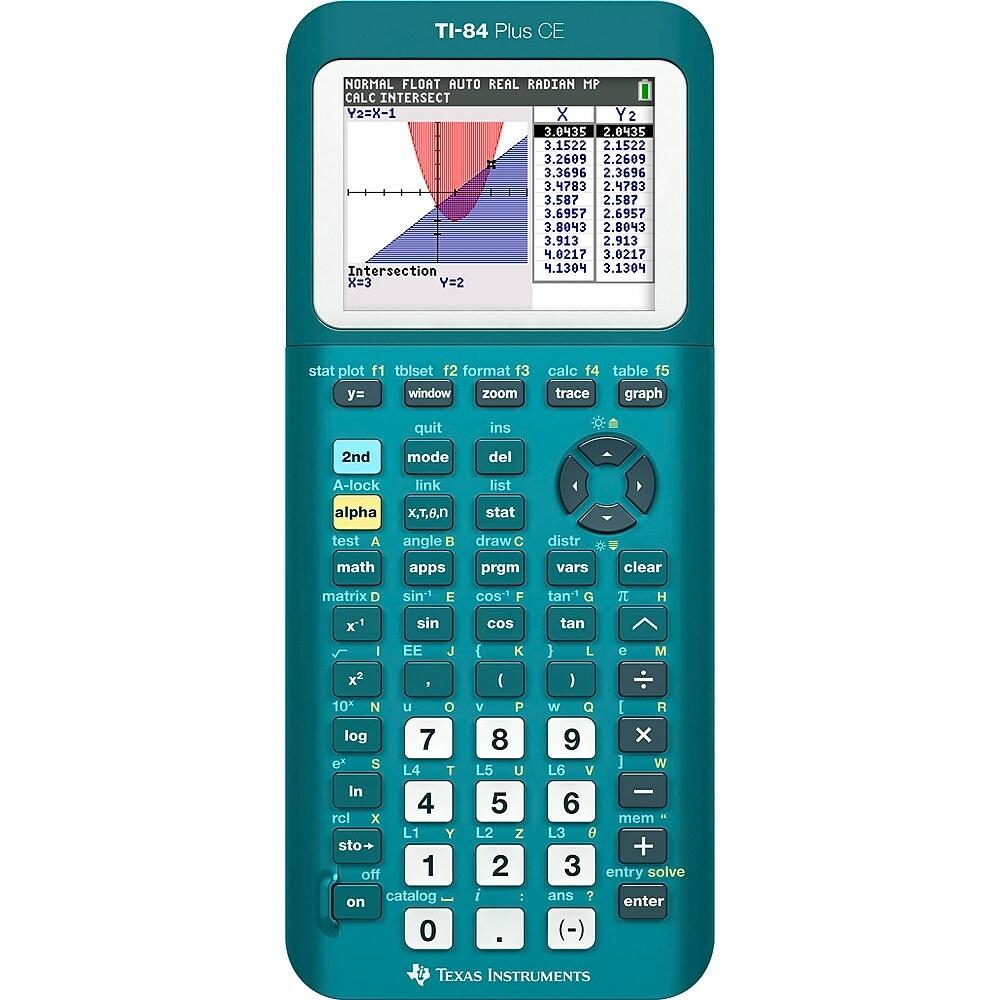 TI-84 Plus CE
NORMAL FLOAT AUTO REAL RADIAN MP
CALC INTERSECT
Y2=X-1
X Y2
3.0435 2.0435
3.1522 2.1522
3.2609 2.2609
3.3696 2.3696
3.4783 2.4783
3.587 2.587
3.6957 2.6957
3.8043 2.8043
3.913 2.913
4.0217 3.0217
4.1304 3.1304
Intersection
X=3 Y=2
stat plot f1 tblset f2 format f3 calc f4 table f5
y= window zoom trace graph
quit ins
2nd mode del
A-lock link list
alpha X,T,θ,n stat
test A angle B draw C distr
math apps prgm vars clear
matrix D sin⁻¹ E cos⁻¹ F tan⁻¹ G π H
x⁻¹ sin cos tan ^
√ I EE J { K } L e M
x² , ( ) ÷
10ˣ N u O v P w Q [ R
log 7 8 9 ×
eˣ S L4 T L5 U L6 V ] W
ln 4 5 6 −
rcl X L1 Y L2 Z L3 θ mem “
sto→ 1 2 3 +
off catalog ⎵ i : ans ? entry solve
on 0 . (-) enter
TEXAS INSTRUMENTS